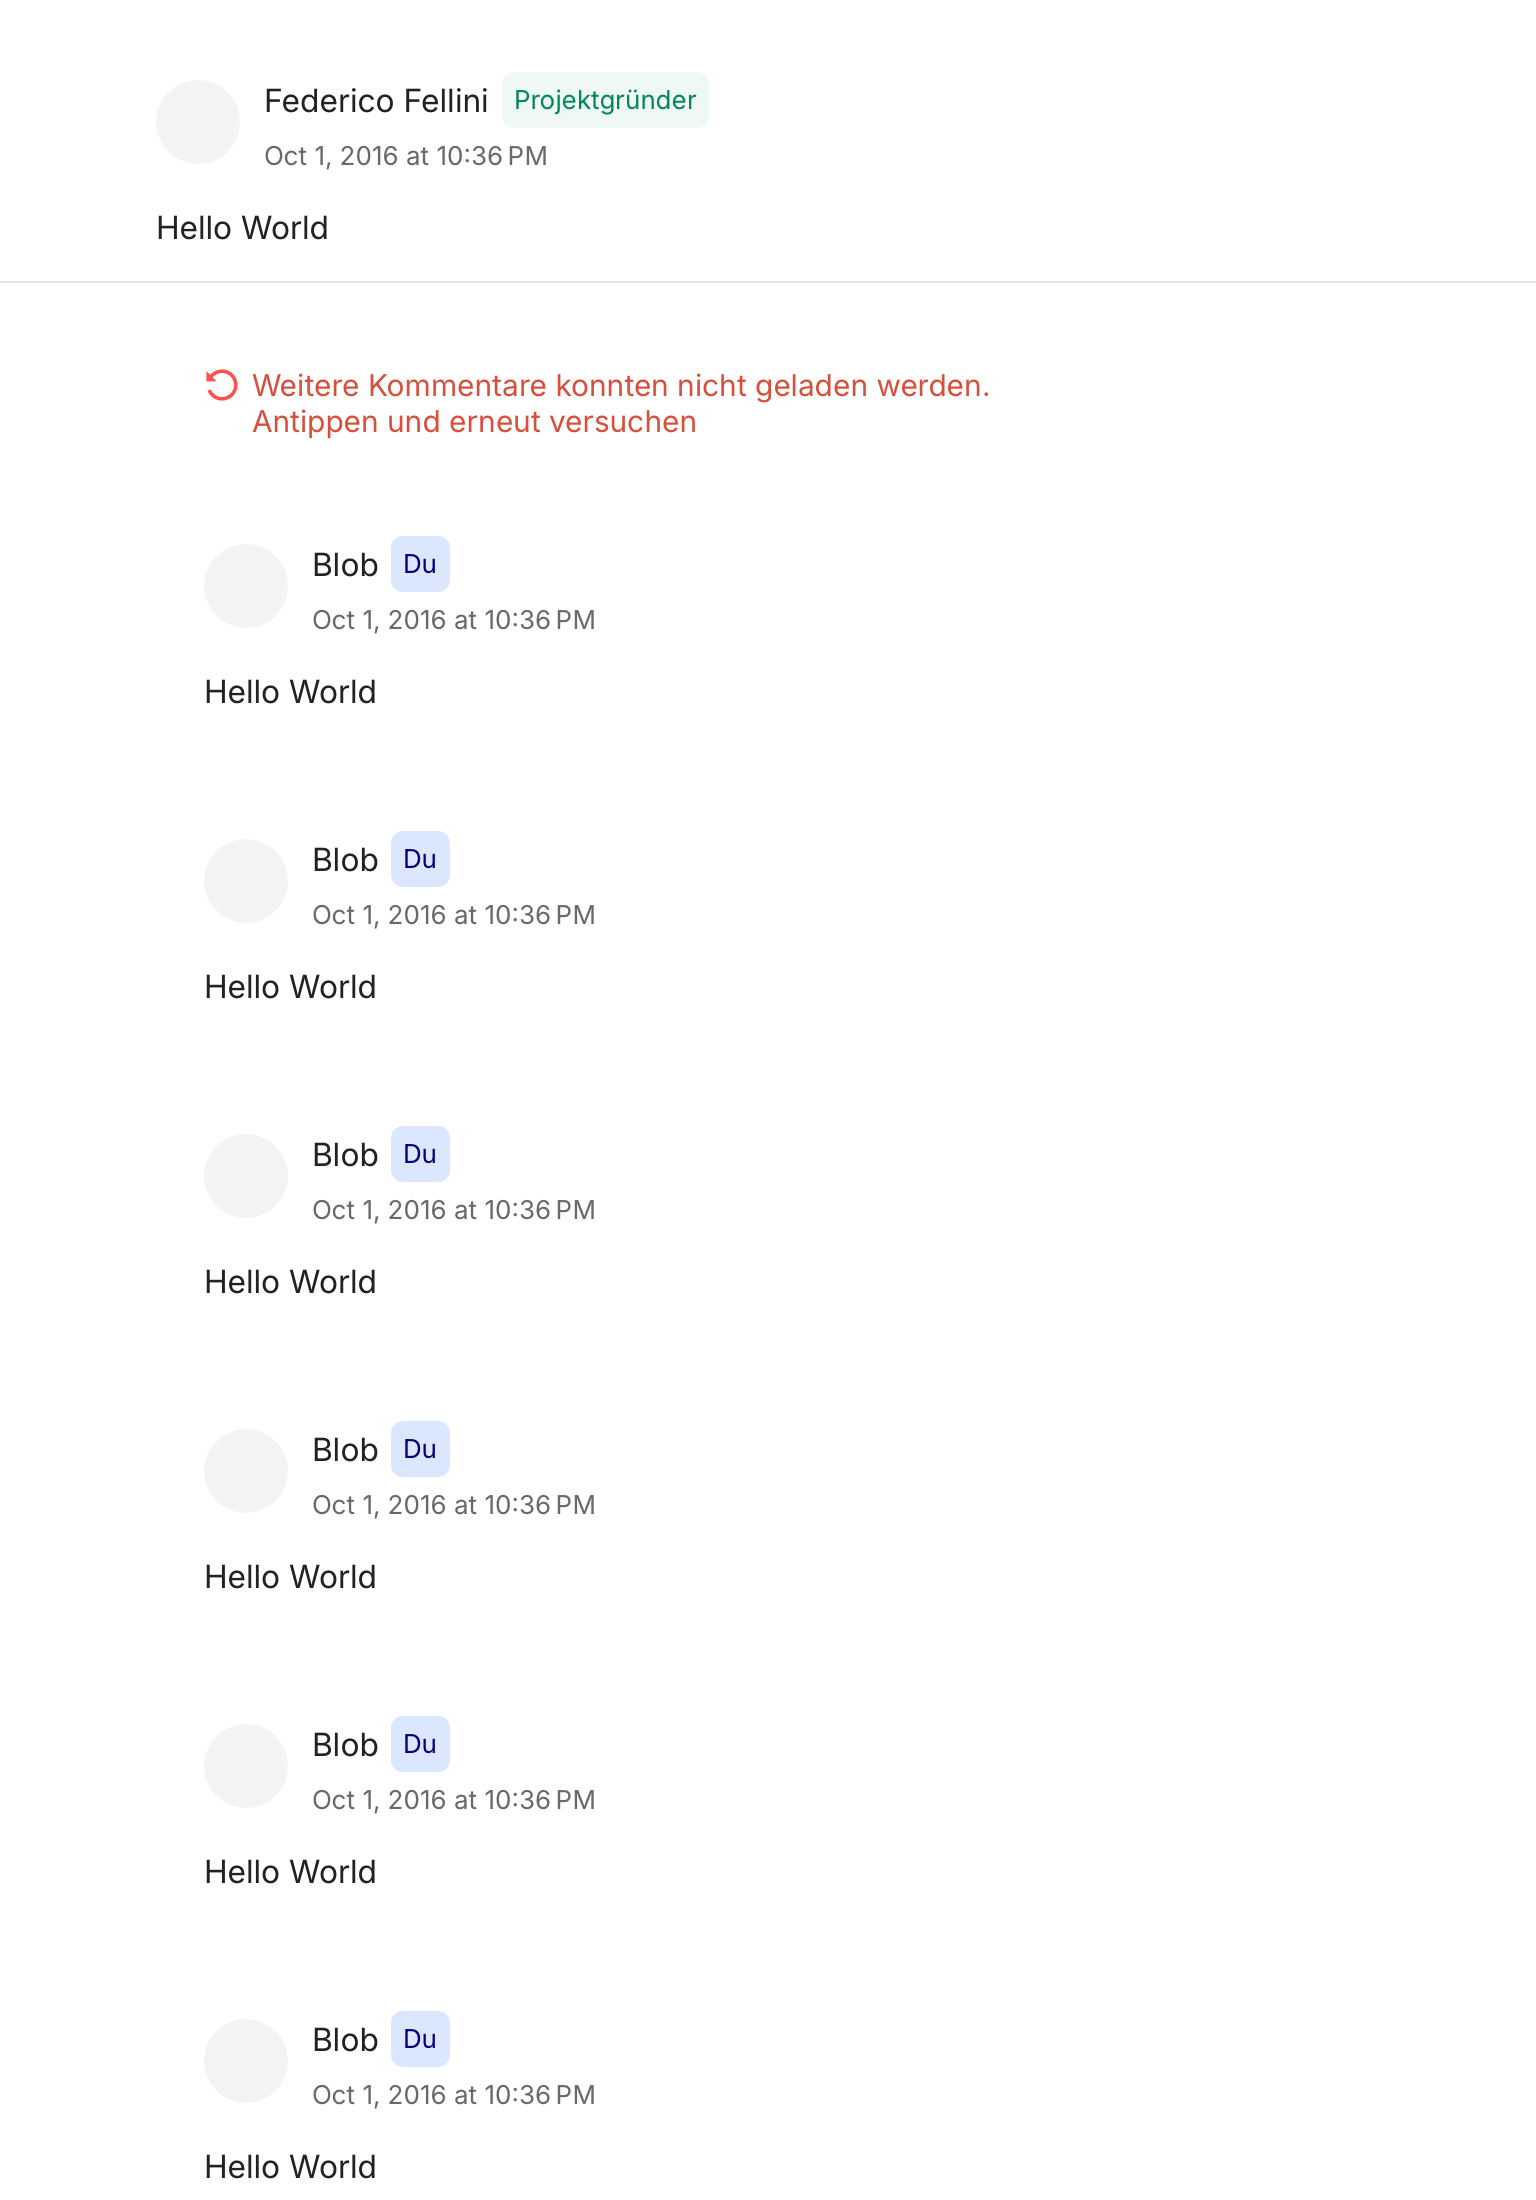 Federico Fellini Projektgründer
Oct 1, 2016 at 10:36 PM
Hello World
Weitere Kommentare konnten nicht geladen werden.
Antippen und erneut versuchen
Blob Du
Oct 1, 2016 at 10:36 PM
Hello World
Blob Du
Oct 1, 2016 at 10:36 PM
Hello World
Blob Du
Oct 1, 2016 at 10:36 PM
Hello World
Blob Du
Oct 1, 2016 at 10:36 PM
Hello World
Blob Du
Oct 1, 2016 at 10:36 PM
Hello World
Blob Du
Oct 1, 2016 at 10:36 PM
Hello World